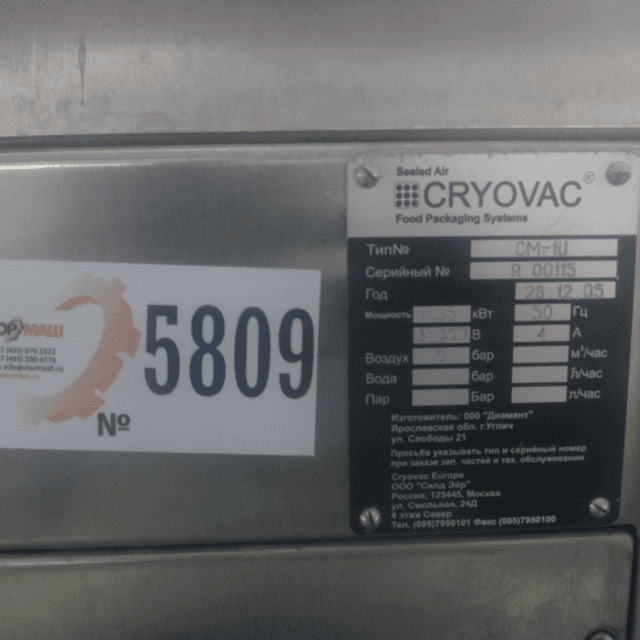 ТОРМАШ
5809
№
Sealed Air
CRYOVAC®
Food Packaging Systems
Тип№ СМ-1Ш
Серийный № R 00115
Год 28.12.05
Мощность кВт 50 Гц
В 4 А
Воздух бар м³/час
Вода бар л/час
Пар бар л/час
Изготовитель: ООО "Диамант"
Ярославская обл. г.Углич
ул. Свободы 21
Просьба указывать тип и серийный номер
при заказе зап. частей и тех. обслуживании
Cryovac Europe
ООО "Силд Эйр"
Россия, 125445, Москва
ул. Смольная, 24Д
8 этаж Север
Тел. (095)7950101 Факс (095)7950100